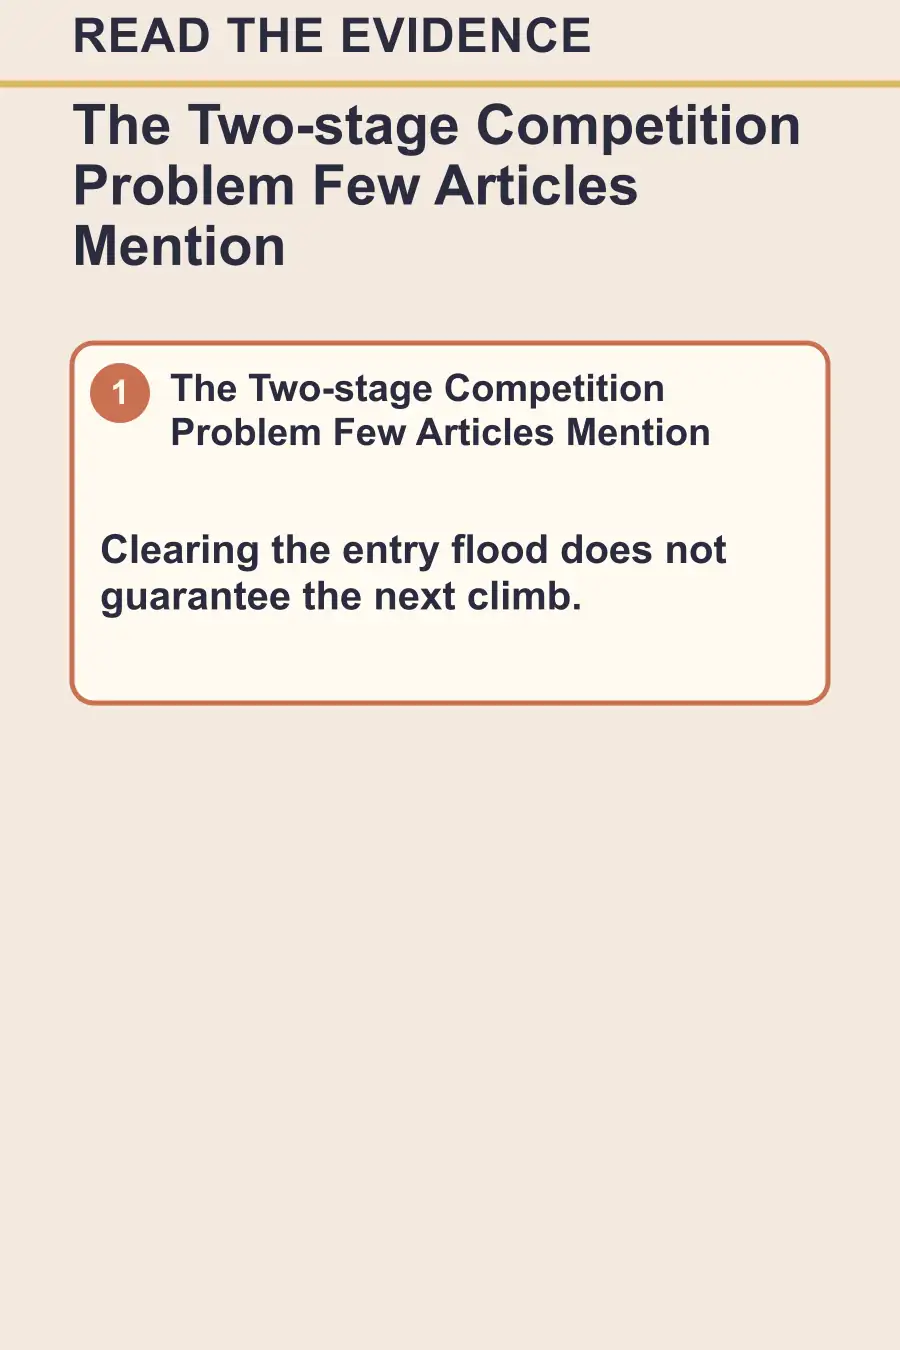 READ THE EVIDENCE
The Two-stage Competition
Problem Few Articles
Mention
1
The Two-stage Competition
Problem Few Articles Mention
Clearing the entry flood does not
guarantee the next climb.